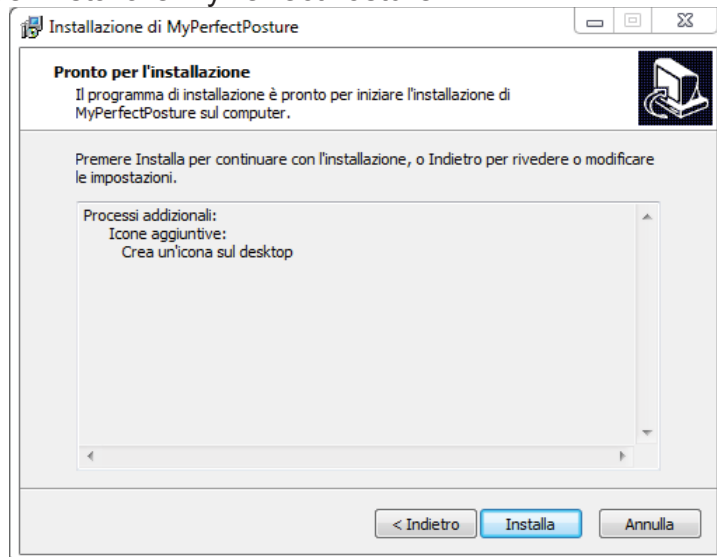 Installazione di MyPerfectPosture
Pronto per l'installazione
Il programma di installazione è pronto per iniziare l'installazione di
MyPerfectPosture sul computer.
Premere Installa per continuare con l'installazione, o Indietro per rivedere o modificare
le impostazioni.
Processi addizionali:
Icone aggiuntive:
Crea un'icona sul desktop
< Indietro
Installa
Annulla